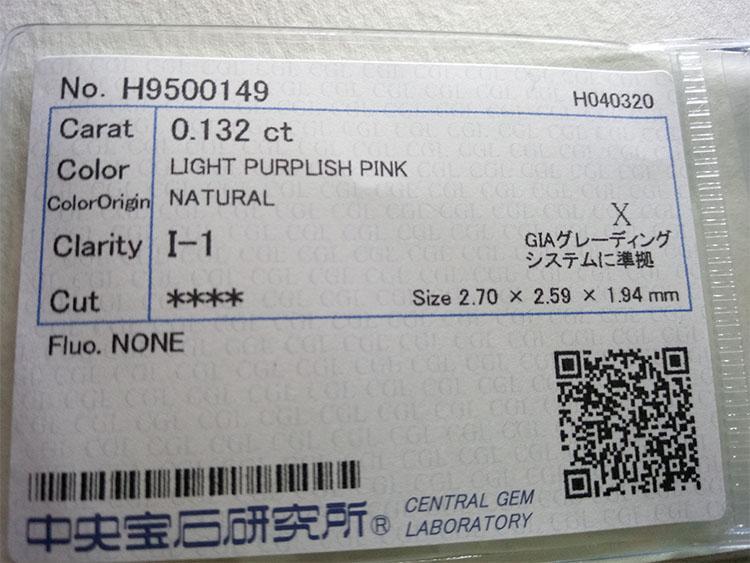 No. H9500149
H040320
Carat 0.132 ct
Color LIGHT PURPLISH PINK
ColorOrigin NATURAL
X
Clarity I-1
GIAグレーディング
システムに準拠
Cut **** Size 2.70 × 2.59 × 1.94 mm
Fluo. NONE
中央宝石研究所® CENTRAL GEM
LABORATORY